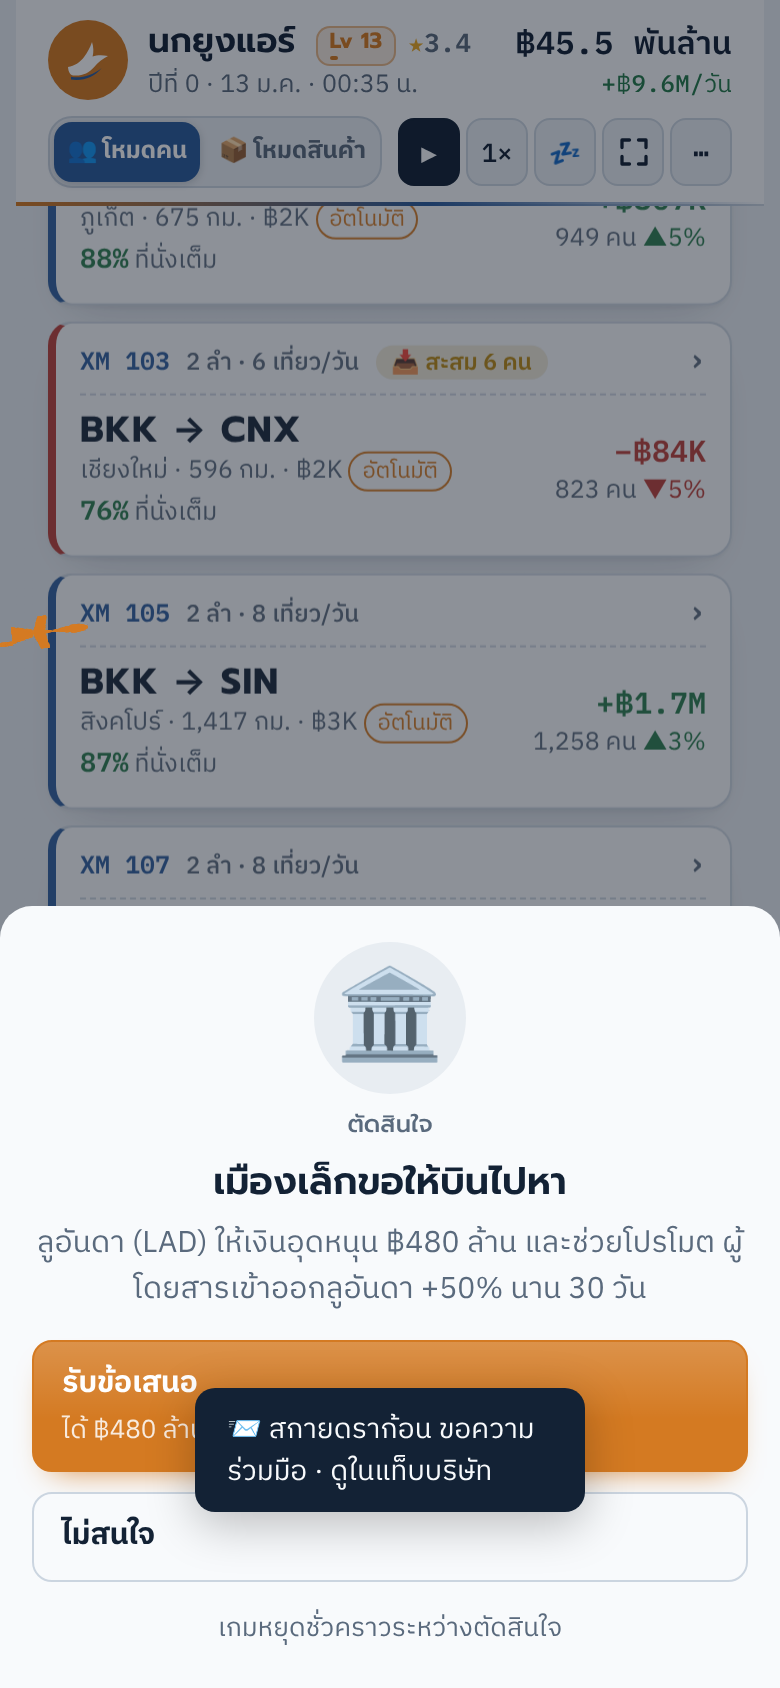 นกยูงแอร์ Lv 13 ★3.4 ฿45.5 พันล้าน
ปีที่ 0 · 13 ม.ค. · 00:35 น. +฿9.6M/วัน
👥 โหมดคน 📦 โหมดสินค้า ▶ 1× 💤 ⛶ ···
ภูเก็ต · 675 กม. · ฿2K อัตโนมัติ
949 คน ▲5%
88% ที่นั่งเต็ม
XM 103 2 ลำ · 6 เที่ยว/วัน 📥 สะสม 6 คน ›
BKK → CNX
−฿84K
เชียงใหม่ · 596 กม. · ฿2K อัตโนมัติ
823 คน ▼5%
76% ที่นั่งเต็ม
XM 105 2 ลำ · 8 เที่ยว/วัน ›
BKK → SIN
+฿1.7M
สิงคโปร์ · 1,417 กม. · ฿3K อัตโนมัติ
1,258 คน ▲3%
87% ที่นั่งเต็ม
XM 107 2 ลำ · 8 เที่ยว/วัน ›
ตัดสินใจ
เมืองเล็กขอให้บินไปหา
ลูอันดา (LAD) ให้เงินอุดหนุน ฿480 ล้าน และช่วยโปรโมต ผู้
โดยสารเข้าออกลูอันดา +50% นาน 30 วัน
รับข้อเสนอ
ได้ ฿480
📨 สกายดราก้อน ขอความ
ร่วมมือ · ดูในแท็บบริษัท
ไม่สนใจ
เกมหยุดชั่วคราวระหว่างตัดสินใจ